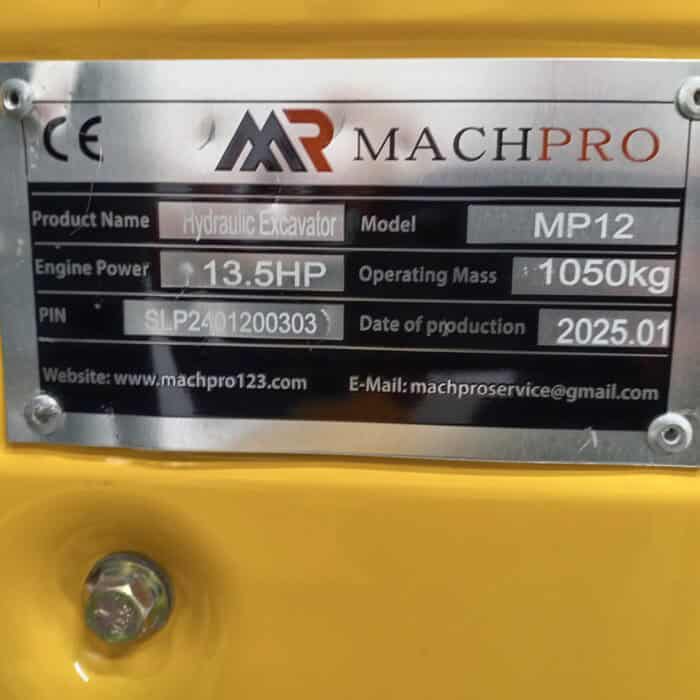 CE MR MACHPRO
Product Name Hydraulic Excavator Model MP12
Engine Power 13.5HP Operating Mass 1050kg
PIN SLP2401200303 Date of production 2025.01
Website: www.machpro123.com E-Mail: machproservice@gmail.com